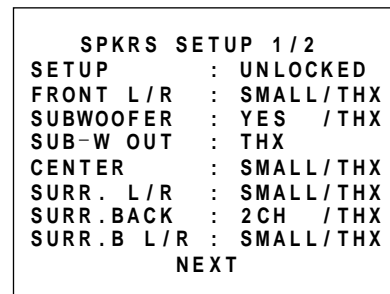 SPKRS SETUP 1/2
SETUP : UNLOCKED
FRONT L/R : SMALL/THX
SUBWOOFER : YES /THX
SUB-W OUT : THX
CENTER : SMALL/THX
SURR. L/R : SMALL/THX
SURR.BACK : 2CH /THX
SURR.B L/R : SMALL/THX
NEXT